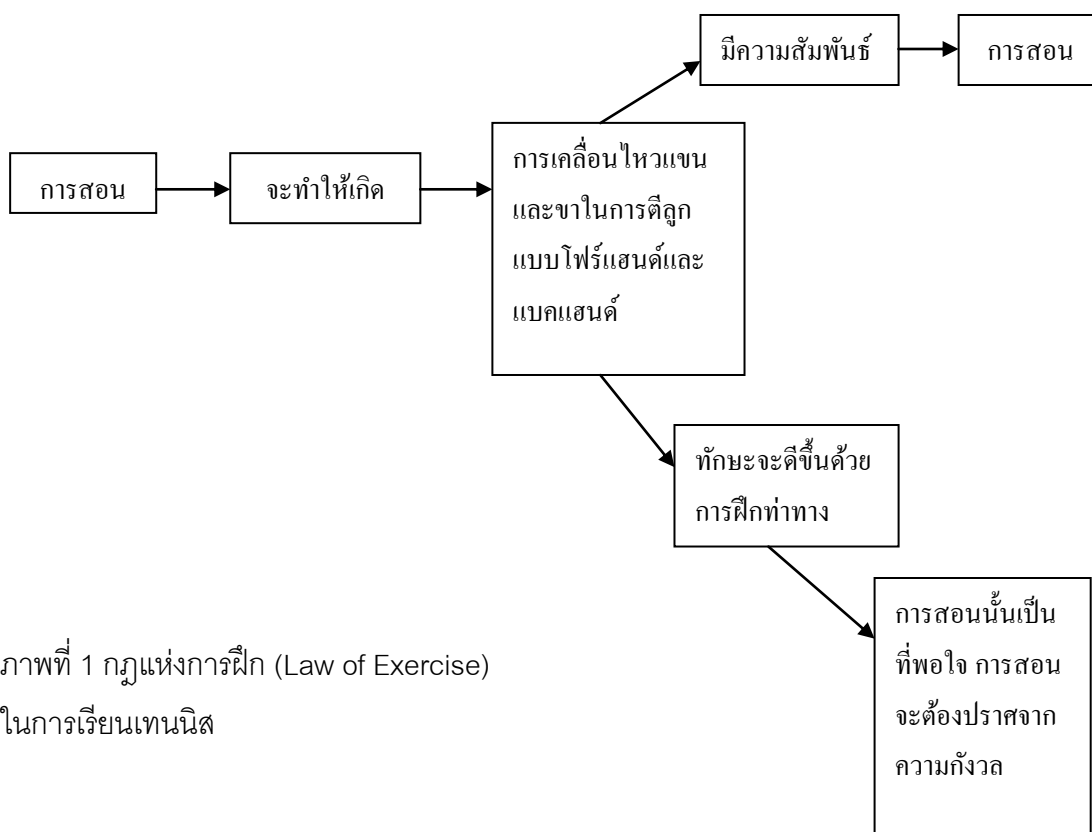 มีความสัมพันธ์
การสอน
การสอน
จะทำให้เกิด
การเคลื่อนไหวแขน
และขาในการตีลูก
แบบโฟร์แฮนด์และ
แบคแฮนด์
ทักษะจะดีขึ้นด้วย
การฝึกท่าทาง
การสอนนั้นเป็น
ที่พอใจ การสอน
จะต้องปราศจาก
ความกังวล
ภาพที่ 1 กฎแห่งการฝึก (Law of Exercise)
ในการเรียนเทนนิส